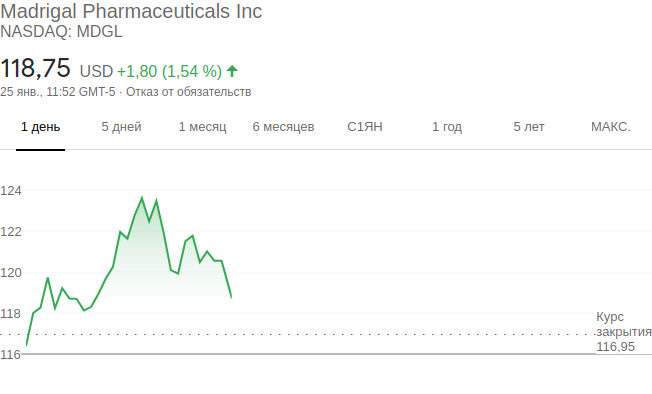 Madrigal Pharmaceuticals Inc
NASDAQ: MDGL
118,75 USD +1,80 (1,54 %)
25 янв., 11:52 GMT-5 · Отказ от обязательств
1 день 5 дней 1 месяц 6 месяцев С1ЯН 1 год 5 лет МАКС.
124
122
120
118
116
Курс
закрытия
116,95